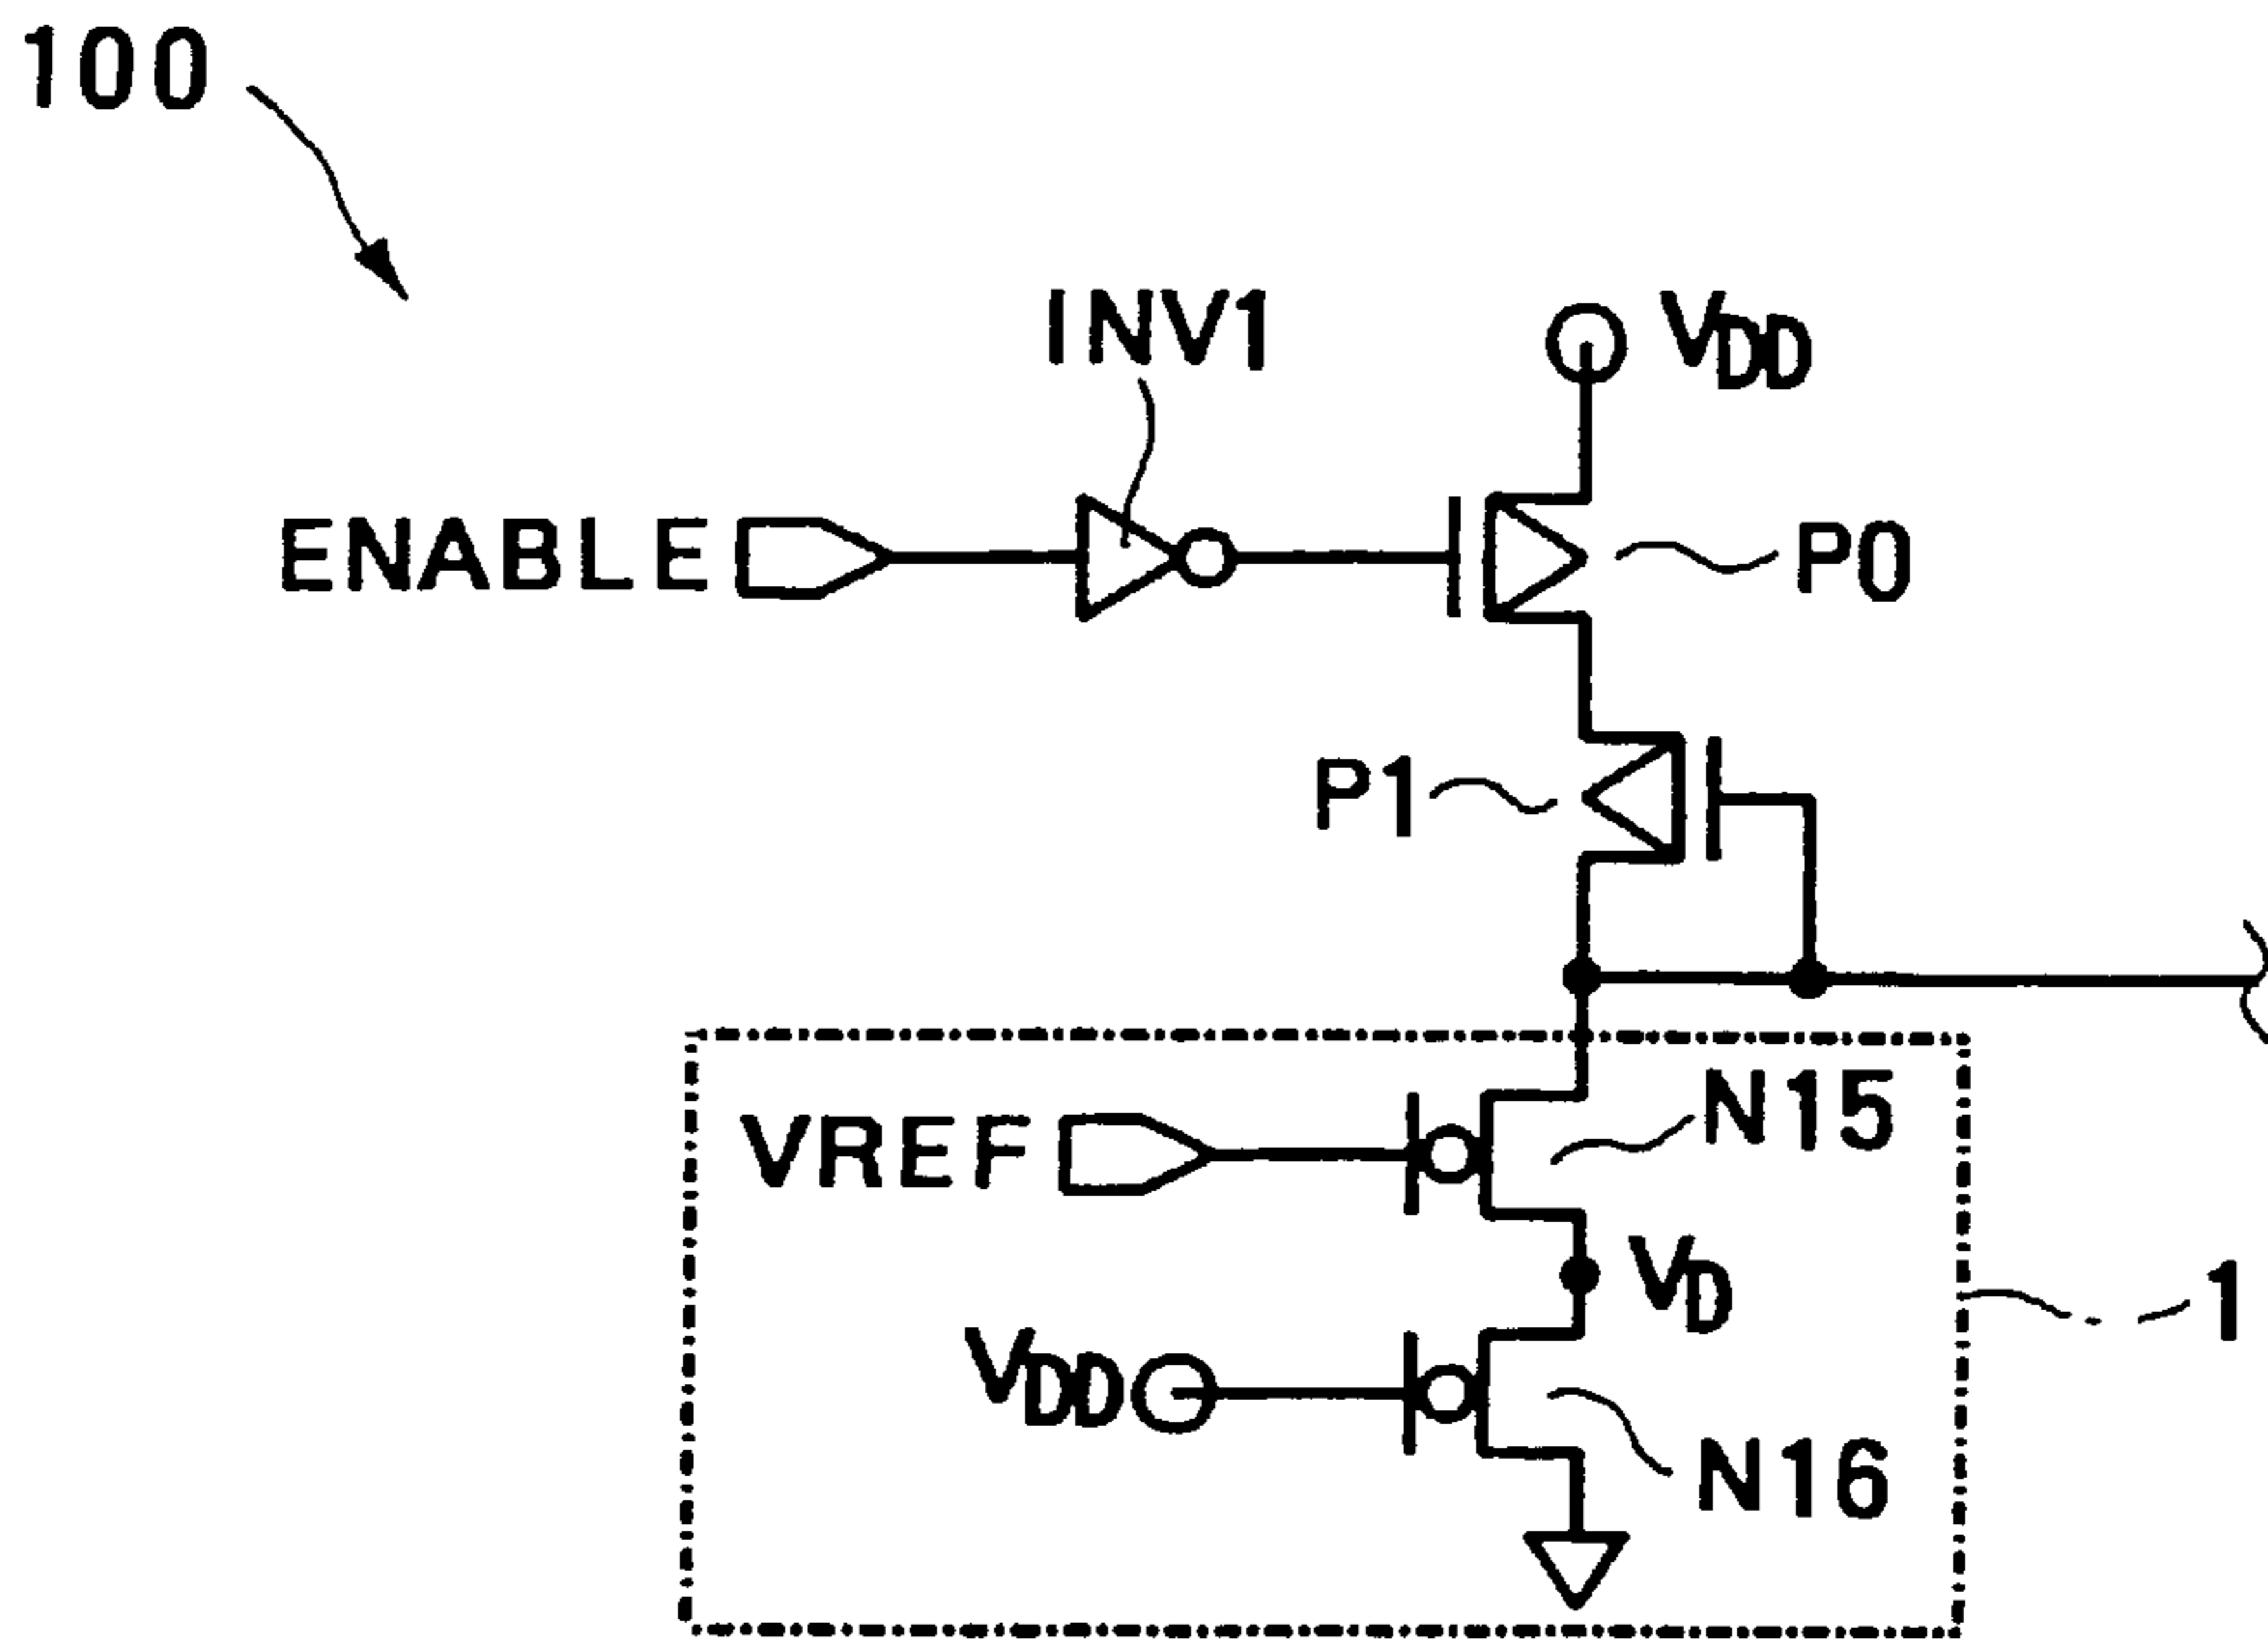 100
INV1
VDD
ENABLE
P0
P1
VREF
N15
VD
1
VDD
N16